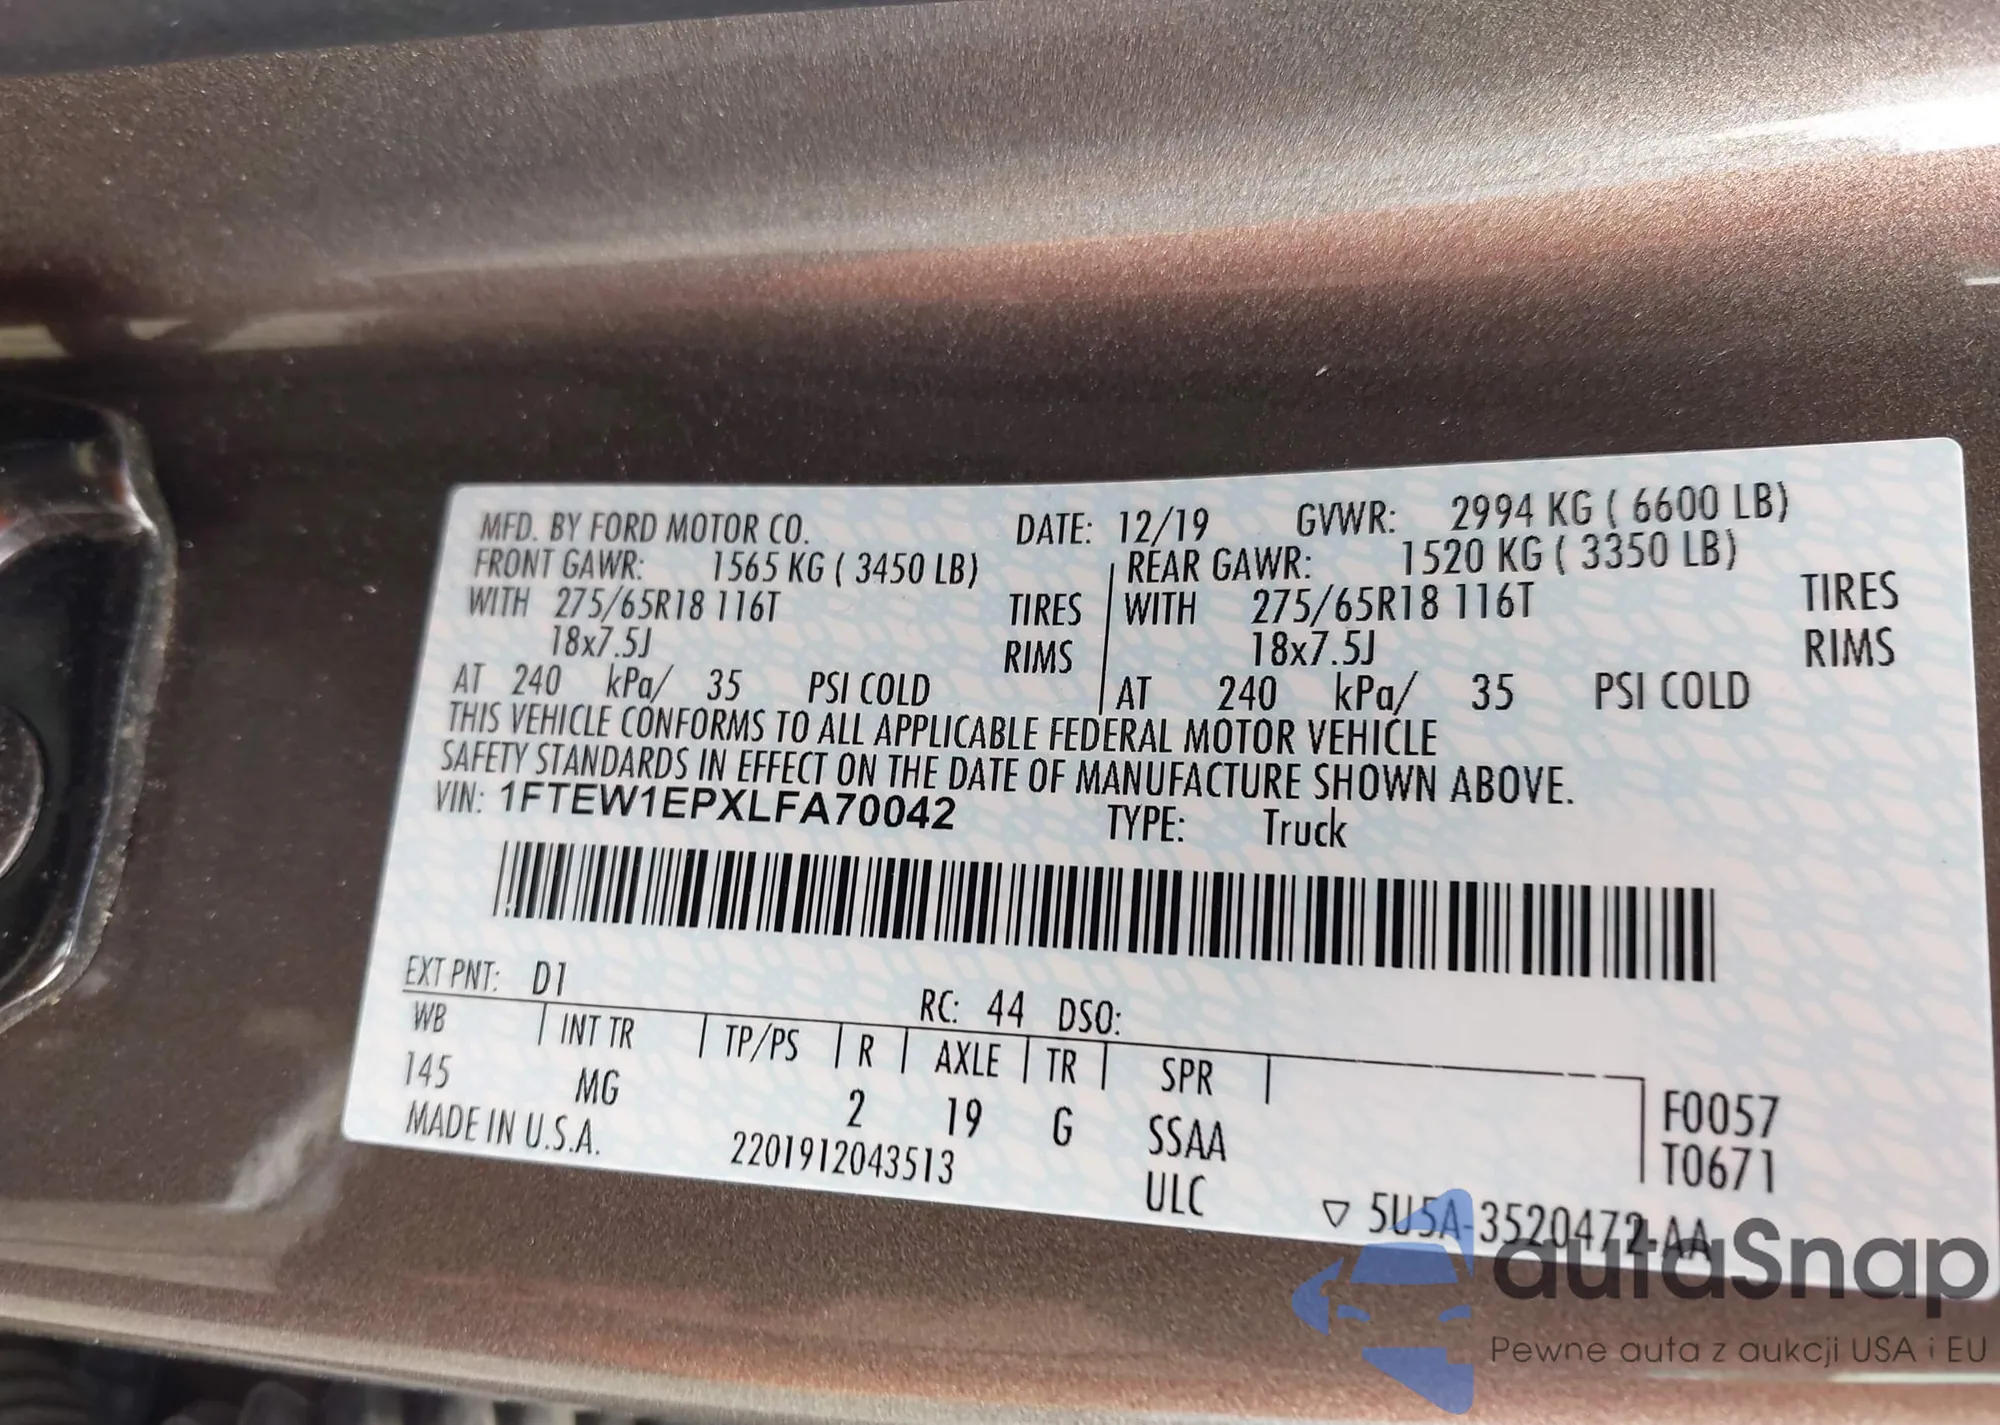 MFD. BY FORD MOTOR CO. DATE: 12/19 GVWR: 2994 KG ( 6600 LB)
FRONT GAWR: 1565 KG ( 3450 LB) REAR GAWR: 1520 KG ( 3350 LB)
WITH 275/65R18 116T TIRES WITH 275/65R18 116T TIRES
18x7.5J RIMS 18x7.5J RIMS
AT 240 kPa/ 35 PSI COLD AT 240 kPa/ 35 PSI COLD
THIS VEHICLE CONFORMS TO ALL APPLICABLE FEDERAL MOTOR VEHICLE
SAFETY STANDARDS IN EFFECT ON THE DATE OF MANUFACTURE SHOWN ABOVE.
VIN: 1FTEW1EPXLFA70042 TYPE: Truck
EXT PNT: D1 RC: 44 DSO:
WB INT TR TP/PS R AXLE TR SPR
145 MG 2 19 G SSAA F0057
MADE IN U.S.A. 2201912043513 ULC T0671
5U5A-3520472-AA
autaSnap
Pewne auta z aukcji USA i EU